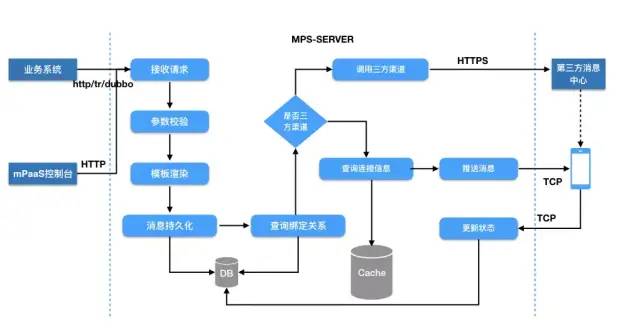 MPS-SERVER
业务系统
http/tr/dubbo
接收请求
调用三方渠道
HTTPS
第三方消息
中心
参数校验
是否三
方渠道
mPaaS控制台
HTTP
模板渲染
查询连接信息
推送消息
TCP
消息持久化
查询绑定关系
更新状态
TCP
DB
Cache